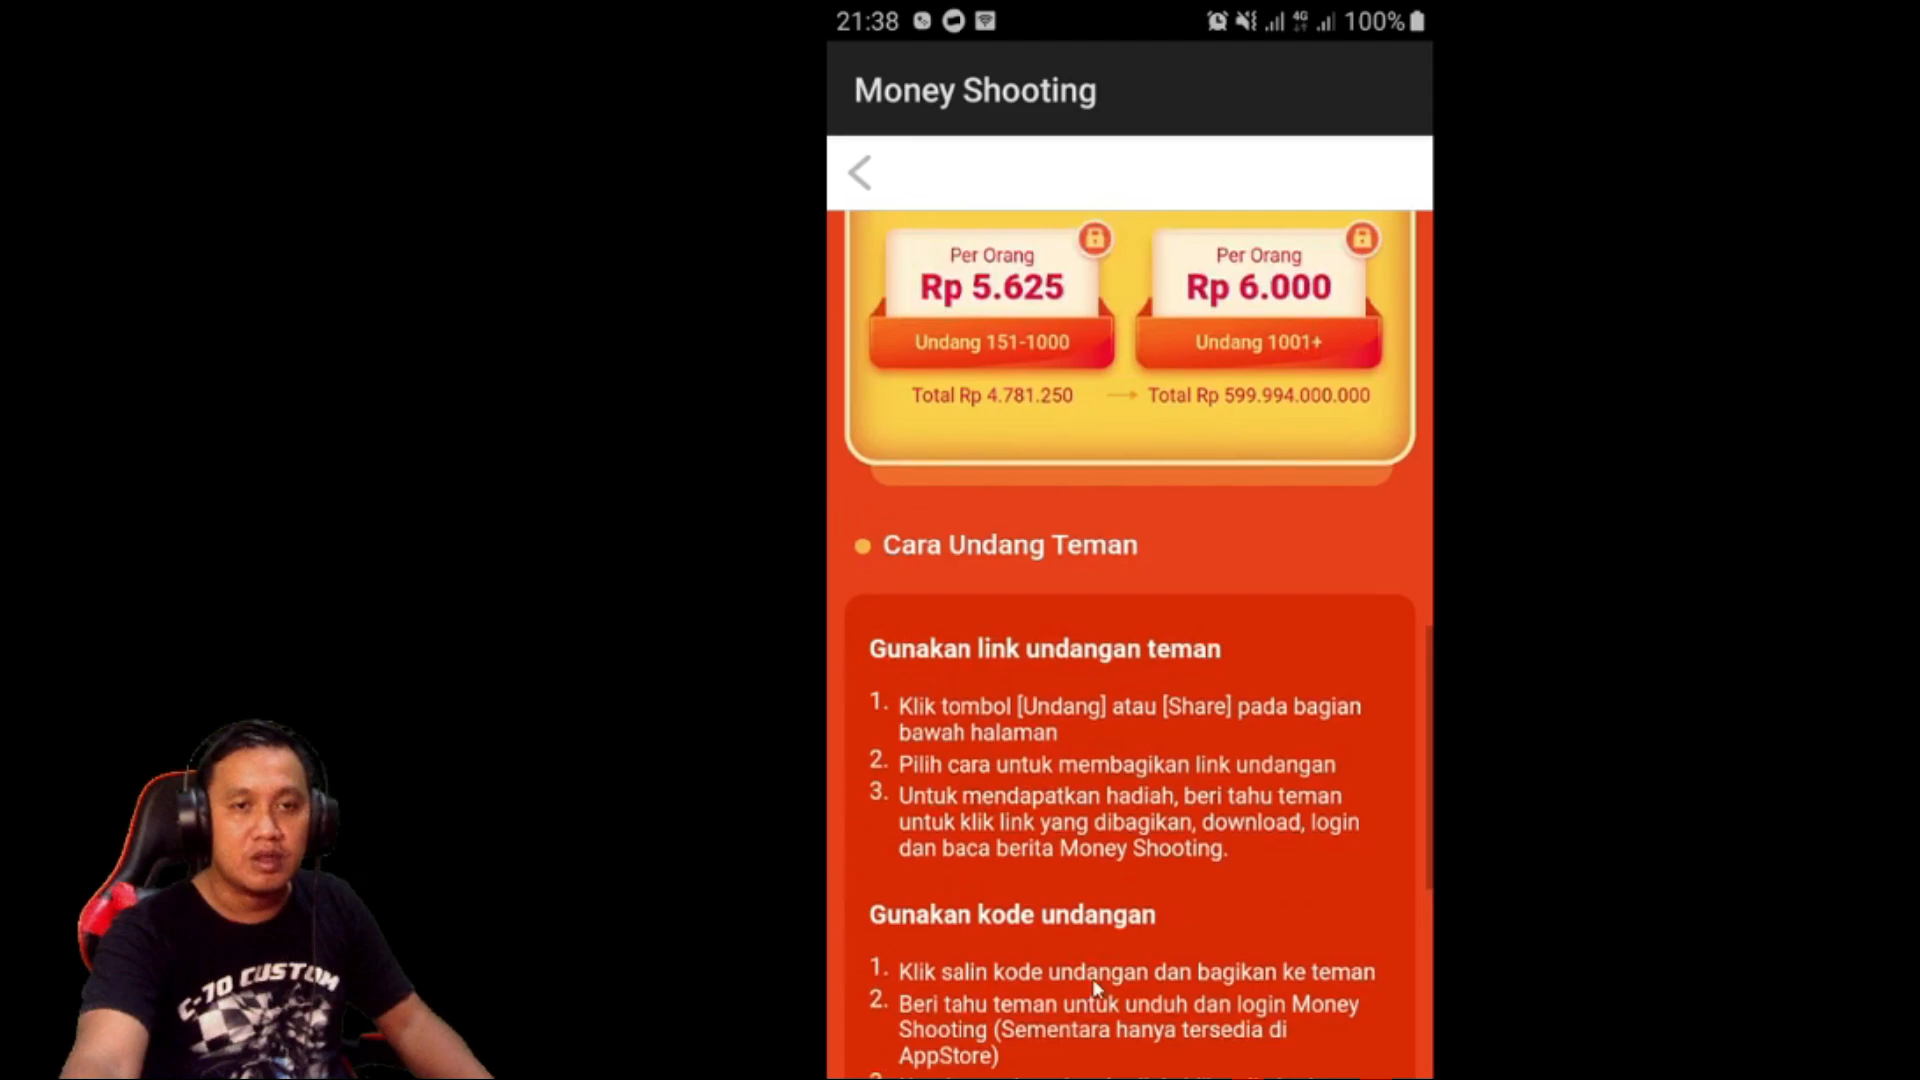 21:38
4G
100%
Money Shooting
Per Orang
Rp 5.625
Undang 151-1000
Total Rp 4.781.250
Per Orang
Rp 6.000
Undang 1001+
Total Rp 599.994.000.000
Cara Undang Teman
Gunakan link undangan teman
1. Klik tombol [Undang] atau [Share] pada bagian
bawah halaman
2. Pilih cara untuk membagikan link undangan
3. Untuk mendapatkan hadiah, beri tahu teman
untuk klik link yang dibagikan, download, login
dan baca berita Money Shooting.
Gunakan kode undangan
1. Klik salin kode undangan dan bagikan ke teman
2. Beri tahu teman untuk unduh dan login Money
Shooting (Sementara hanya tersedia di
AppStore)
C-70 CUSTOM